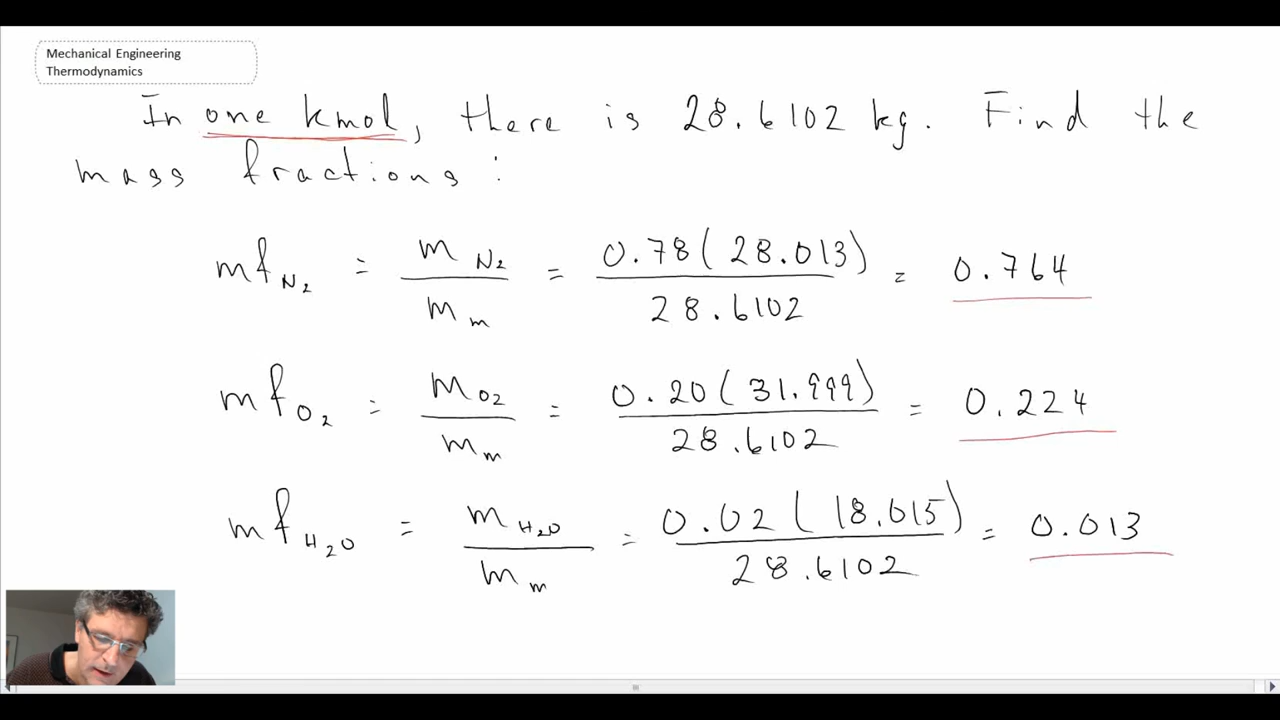 Mechanical Engineering
Thermodynamics
In one kmol, there is 28.6102 kg. Find the
mass fractions :
mf_N2 = m_N2 / m_m = 0.78(28.013) / 28.6102 = 0.764
mf_O2 = m_O2 / m_m = 0.20(31.999) / 28.6102 = 0.224
mf_H2O = m_H2O / m_m = 0.02(18.015) / 28.6102 = 0.013